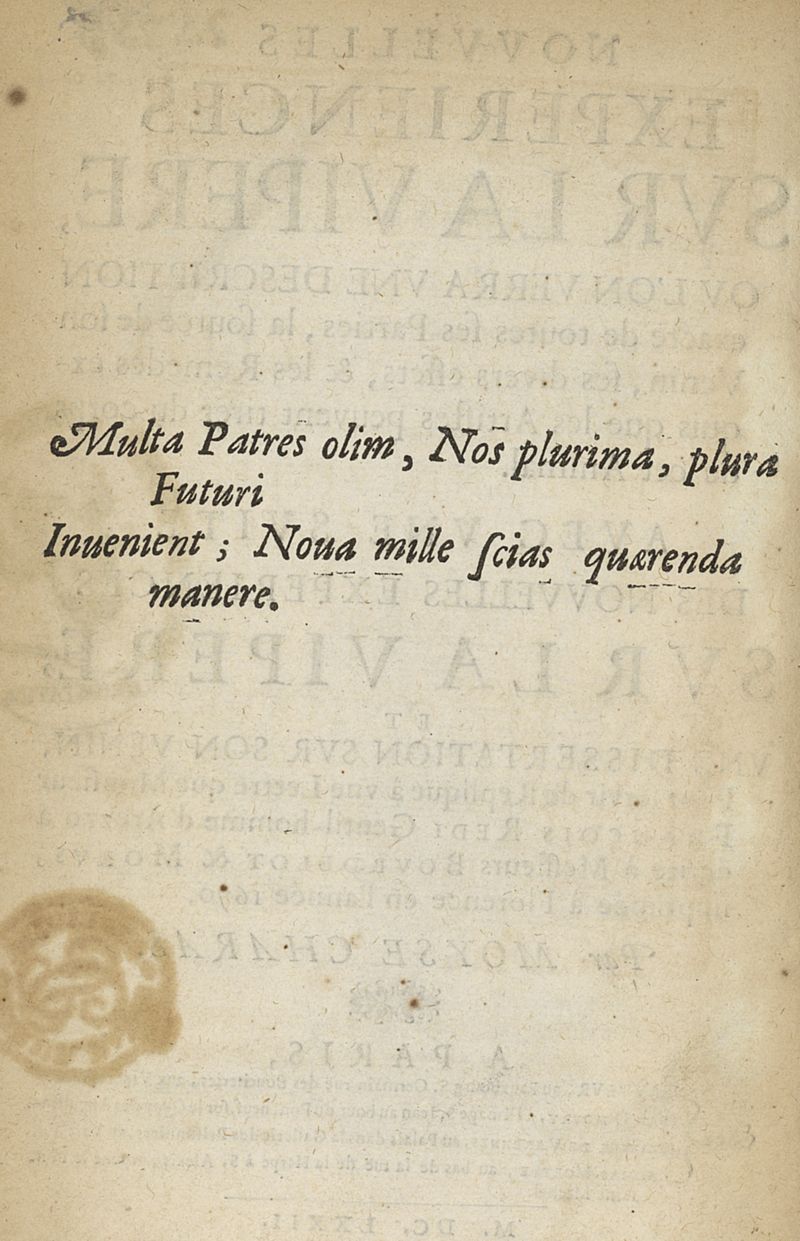 Multa Patres olim, Nos plurima, plura
Futuri
Inuenient; Noua mille ſcias quærenda
manere.